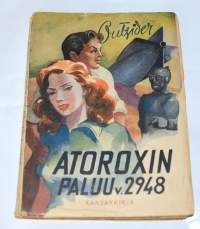 Outsider
ATOROXIN
PALUU v. 2948
KANSANKIRJA